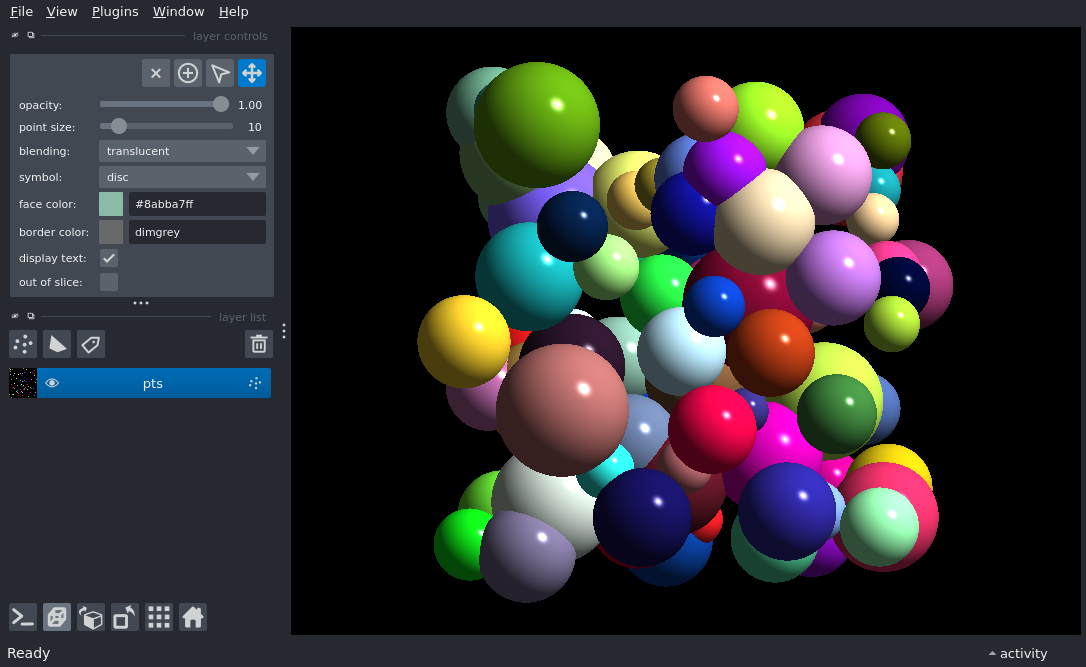 File View Plugins Window Help
layer controls
opacity: 1.00
point size: 10
blending: translucent
symbol: disc
face color: #8abba7ff
border color: dimgrey
display text:
out of slice:
layer list
pts
Ready
activity